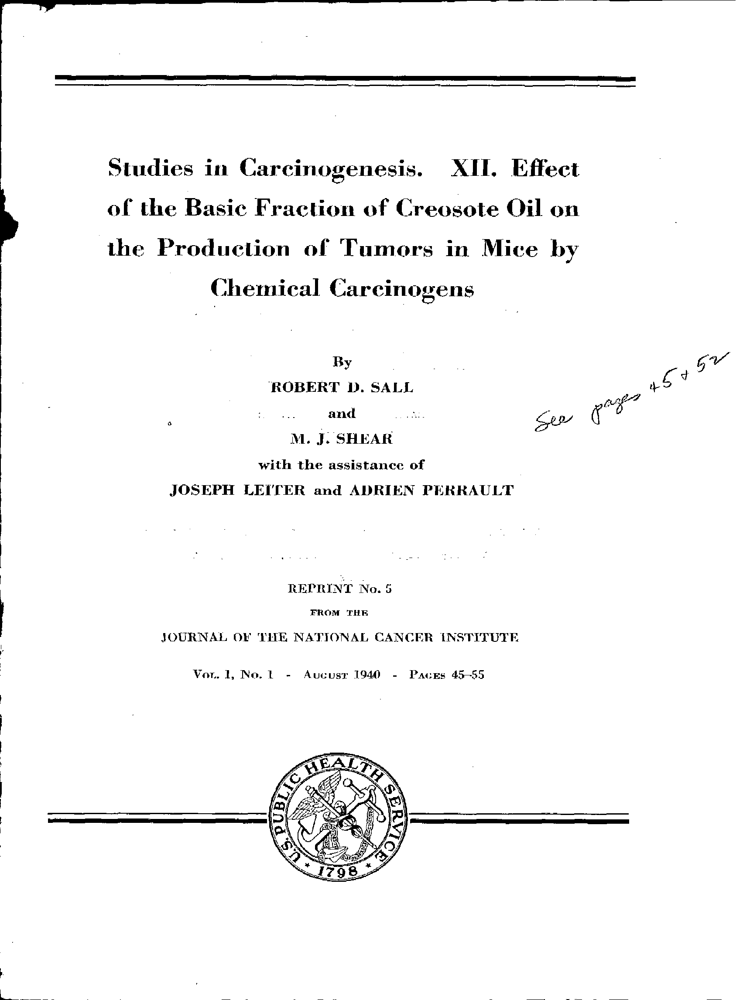 Studies in Carcinogenesis. XII. Effect
of the Basic Fraction of Creosote Oil on
the Production of Tumors in Mice by
Chemical Carcinogens
By
ROBERT D. SALL
and
M. J. SHEAR
with the assistance of
JOSEPH LEITER and ADRIEN PERRAULT
See pages 45 + 52
REPRINT No. 5
FROM THE
JOURNAL OF THE NATIONAL CANCER INSTITUTE
VOL. 1, No. 1 - AUGUST 1940 - PAGES 45-55
U.S. PUBLIC HEALTH SERVICE
1798